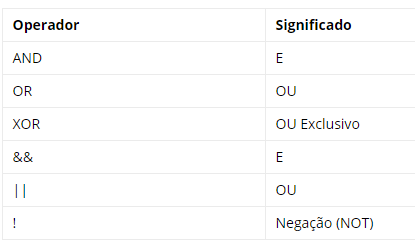 Operador Significado
AND E
OR OU
XOR OU Exclusivo
&& E
|| OU
! Negação (NOT)